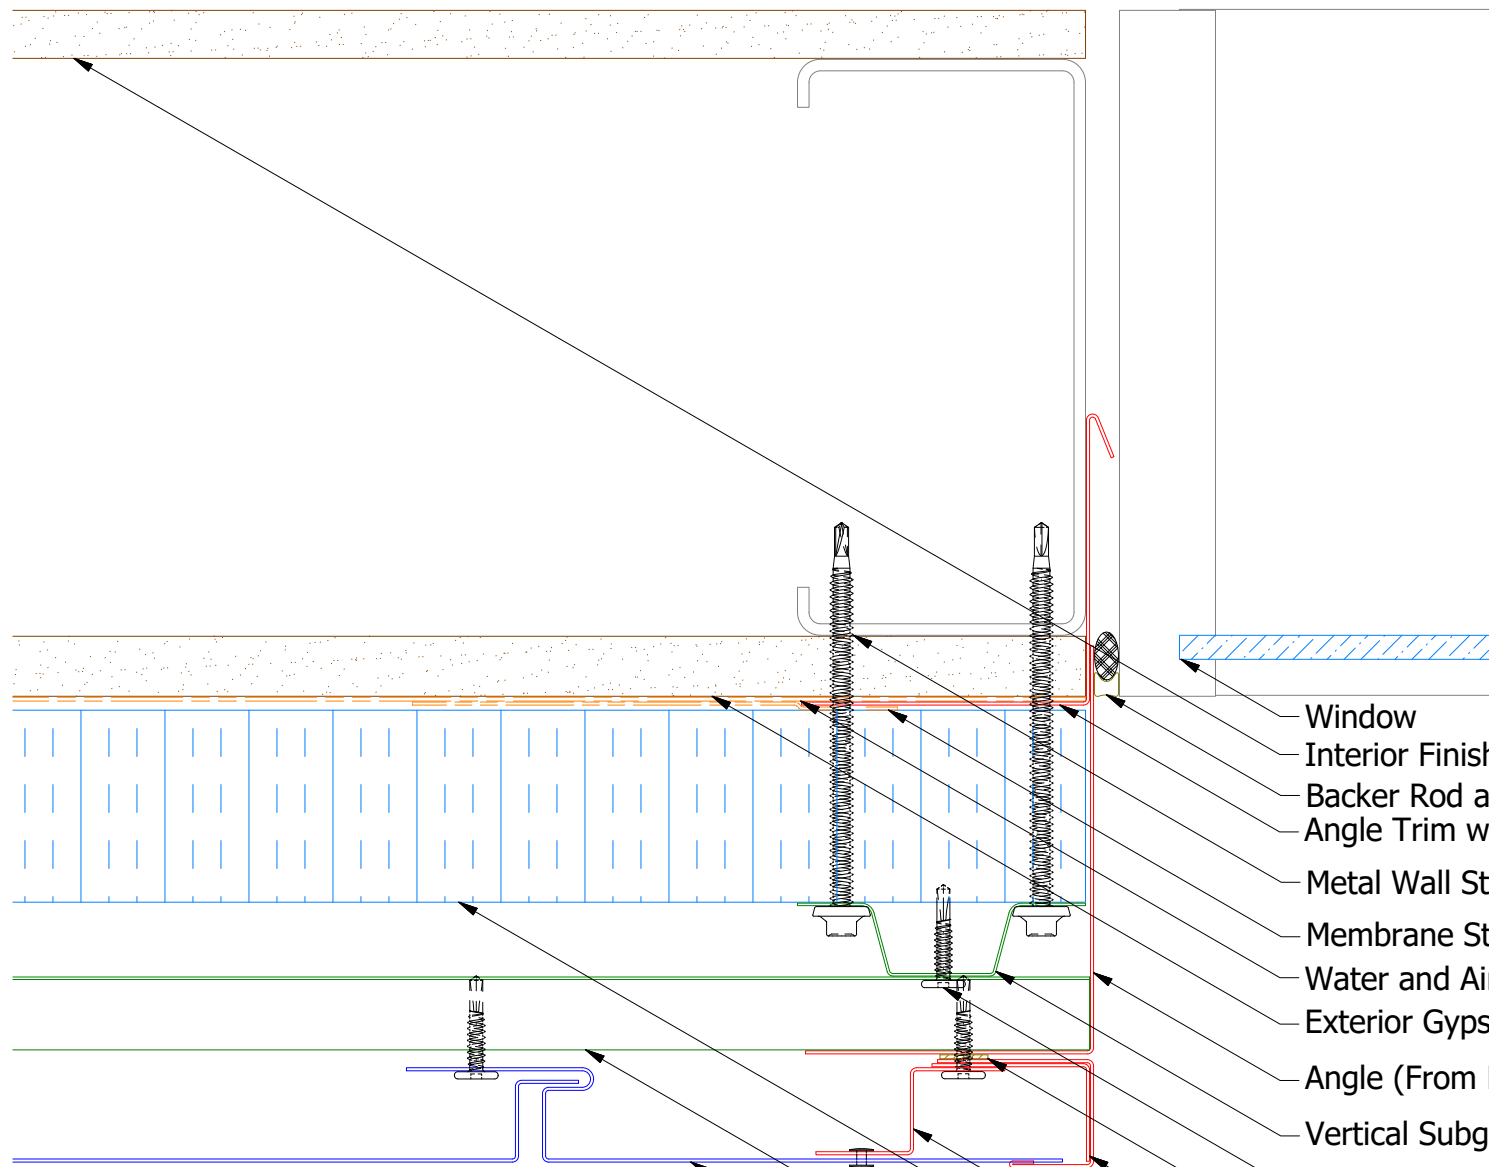 Window
Interior Finish
Backer Rod a
Angle Trim w
Metal Wall St
Membrane St
Water and Air
Exterior Gyps
Angle (From
Vertical Subg